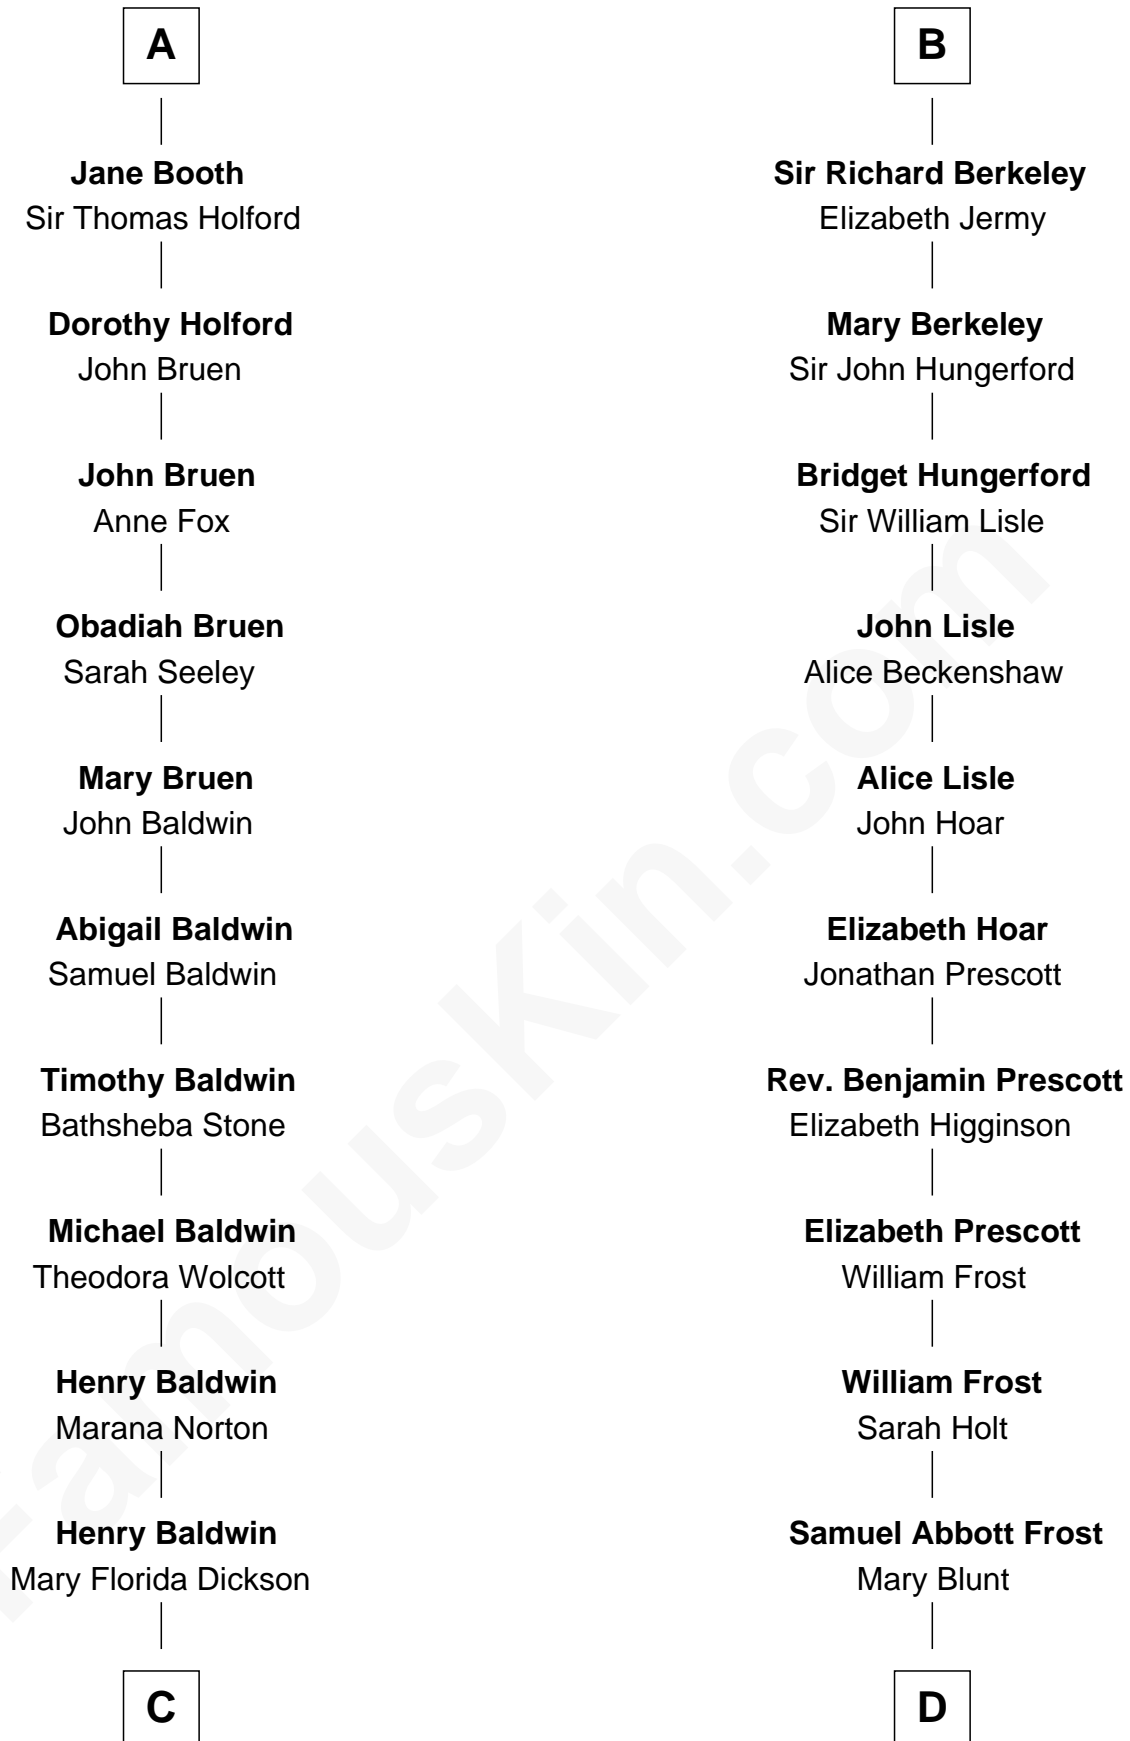 A
Jane Booth
Sir Thomas Holford
Dorothy Holford
John Bruen
John Bruen
Anne Fox
Obadiah Bruen
Sarah Seeley
Mary Bruen
John Baldwin
Abigail Baldwin
Samuel Baldwin
Timothy Baldwin
Bathsheba Stone
Michael Baldwin
Theodora Wolcott
Henry Baldwin
Marana Norton
Henry Baldwin
Mary Florida Dickson
C
B
Sir Richard Berkeley
Elizabeth Jermy
Mary Berkeley
Sir John Hungerford
Bridget Hungerford
Sir William Lisle
John Lisle
Alice Beckenshaw
Alice Lisle
John Hoar
Elizabeth Hoar
Jonathan Prescott
Rev. Benjamin Prescott
Elizabeth Higginson
Elizabeth Prescott
William Frost
William Frost
Sarah Holt
Samuel Abbott Frost
Mary Blunt
D
FamousKin.com